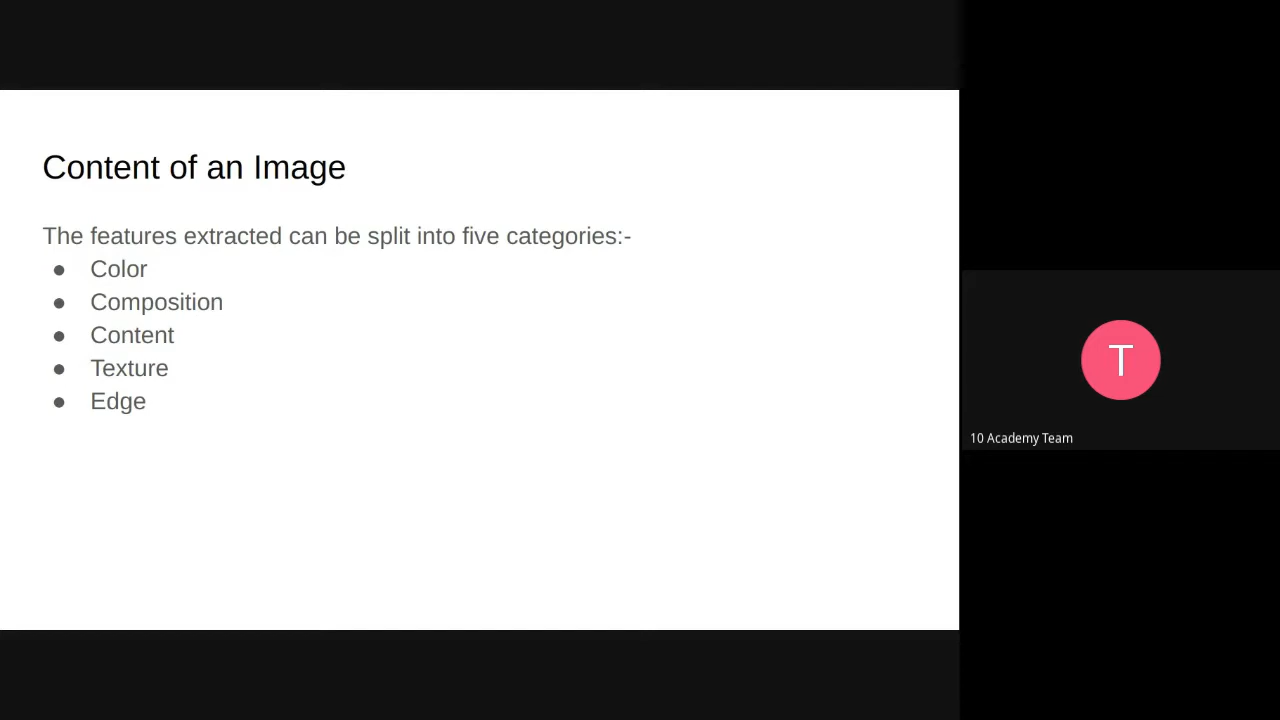 Content of an Image
The features extracted can be split into five categories:-
● Color
● Composition
● Content
● Texture
● Edge
T
10 Academy Team